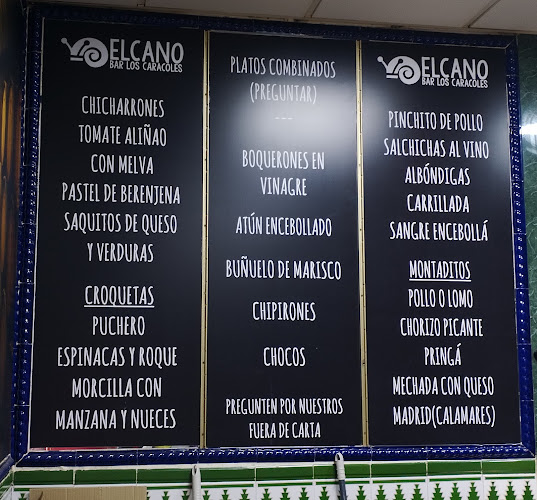 ELCANO
BAR LOS CARACOLES
CHICHARRONES
TOMATE ALIÑAO
CON MELVA
PASTEL DE BERENJENA
SAQUITOS DE QUESO
Y VERDURAS
CROQUETAS
PUCHERO
ESPINACAS Y ROQUE
MORCILLA CON
MANZANA Y NUECES
PLATOS COMBINADOS
(PREGUNTAR)
---
BOQUERONES EN
VINAGRE
ATÚN ENCEBOLLADO
BUÑUELO DE MARISCO
CHIPIRONES
CHOCOS
PREGUNTEN POR NUESTROS
FUERA DE CARTA
ELCANO
BAR LOS CARACOLES
PINCHITO DE POLLO
SALCHICHAS AL VINO
ALBÓNDIGAS
CARRILLADA
SANGRE ENCEBOLLÁ
MONTADITOS
POLLO O LOMO
CHORIZO PICANTE
PRINGÁ
MECHADA CON QUESO
MADRID(CALAMARES)